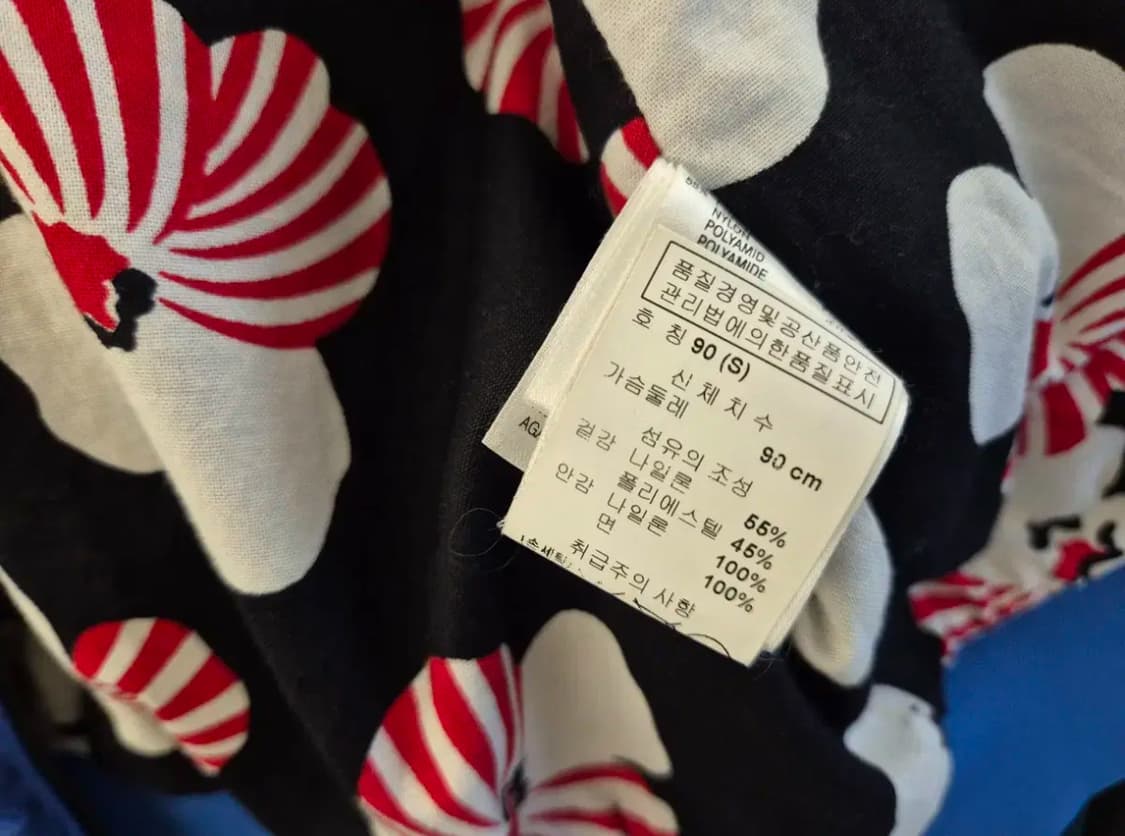 NYLON
POLYAMID
POLYAMIDE
품질경영및공산품안전
관리법에의한품질표시
호 칭 90 (S)
신 체 치 수
가슴둘레 90 cm
섬유의 조성
겉감 나일론 55%
폴리에스텔 45%
안감 나일론 100%
면 100%
취급주의 사항